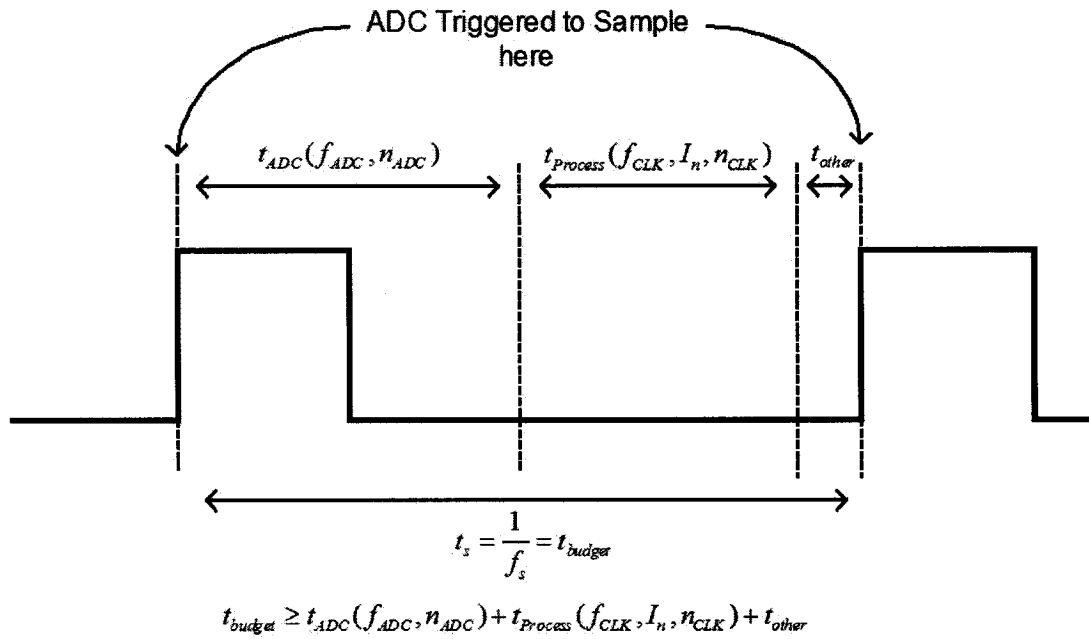 ADC Triggered to Sample
here
t_ADC(f_ADC, n_ADC)
t_Process(f_CLK, I_n, n_CLK)
t_other
t_s = 1/f_s = t_budget
t_budget ≥ t_ADC(f_ADC, n_ADC) + t_Process(f_CLK, I_n, n_CLK) + t_other